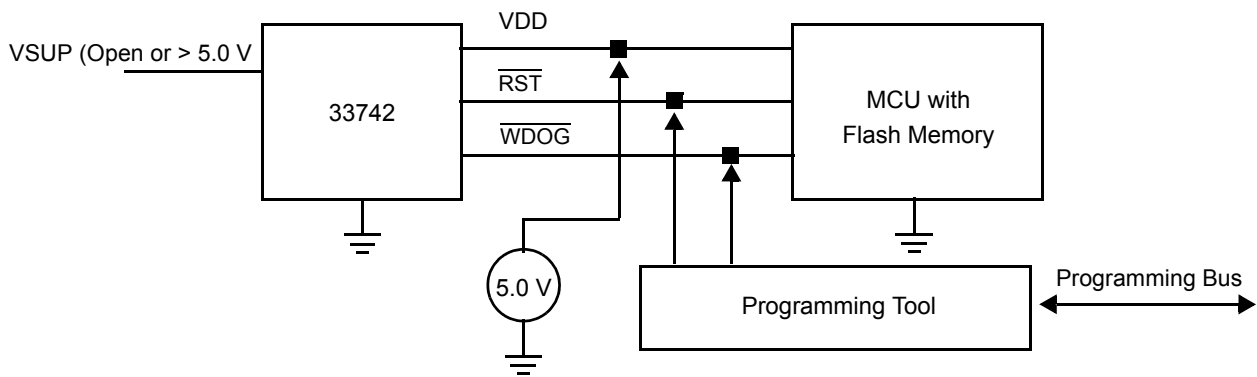 VDD
VSUP (Open or > 5.0 V
RST
33742
MCU with
Flash Memory
WDOG
5.0 V
Programming Tool
Programming Bus